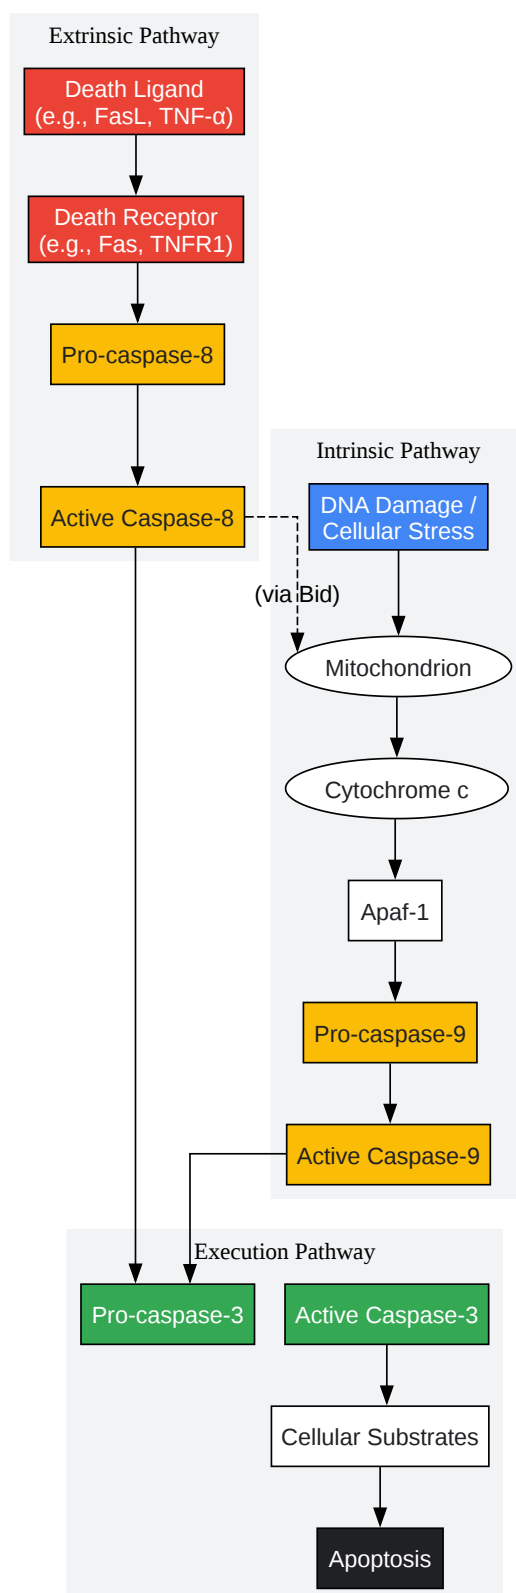 Extrinsic Pathway
Death Ligand
(e.g., FasL, TNF-α)
Death Receptor
(e.g., Fas, TNFR1)
Pro-caspase-8
Active Caspase-8
Intrinsic Pathway
DNA Damage /
Cellular Stress
(via Bid)
Mitochondrion
Cytochrome c
Apaf-1
Pro-caspase-9
Active Caspase-9
Execution Pathway
Pro-caspase-3
Active Caspase-3
Cellular Substrates
Apoptosis